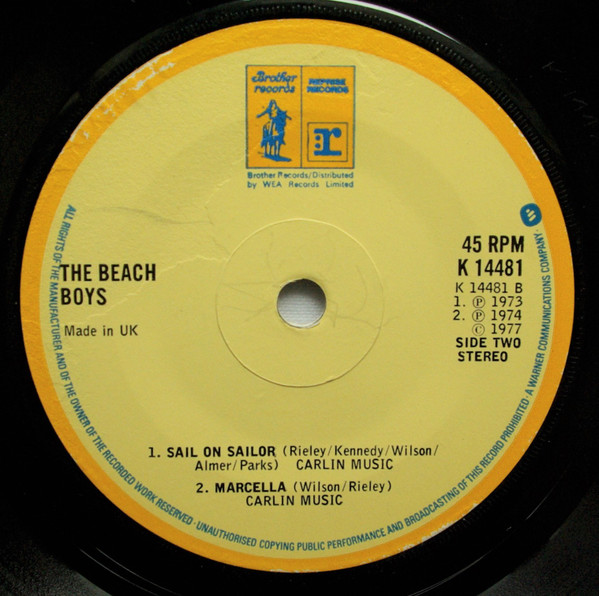 Brother
records
REPRISE
RECORDS
r
Brother Records/Distributed
by WEA Records Limited
THE BEACH
BOYS
Made in UK
45 RPM
K 14481
K 14481 B
1. Ⓟ 1973
2. Ⓟ 1974
© 1977
SIDE TWO
STEREO
1. SAIL ON SAILOR (Rieley/Kennedy/Wilson/
Almer/Parks) CARLIN MUSIC
2. MARCELLA (Wilson/Rieley)
CARLIN MUSIC
ALL RIGHTS OF THE MANUFACTURER AND OF THE OWNER OF THE RECORDED WORK RESERVED · UNAUTHORISED COPYING PUBLIC PERFORMANCE AND BROADCASTING OF THIS RECORD PROHIBITED · A WARNER COMMUNICATIONS COMPANY ·